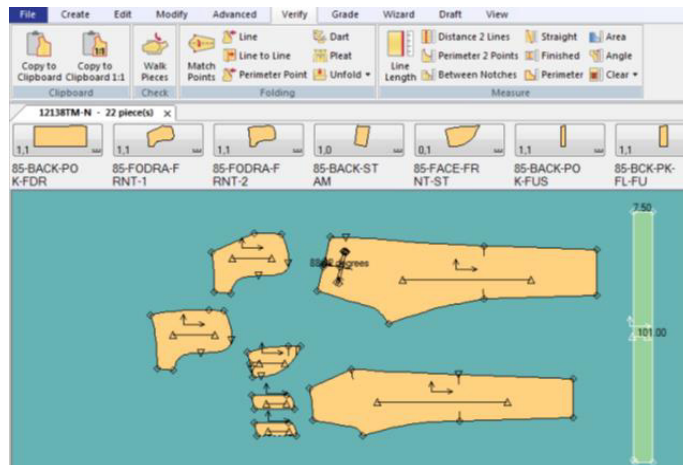 File Create Edit Modify Advanced Verify Grade Wizard Draft View
Copy to Clipboard
Copy to Clipboard 1:1
Walk Pieces
Match Points
Line
Line to Line
Perimeter Point
Dart
Pleat
Unfold
Line Length
Distance 2 Lines
Perimeter 2 Points
Between Notches
Straight
Finished
Perimeter
Area
Angle
Clear
Clipboard Check Folding Measure
12138TM-N - 22 piece(s) x
1,1 1,1 1,1 1,0 0,1 1,1 1,1
85-BACK-PO
K-FDR
85-FODRA-F
RNT-1
85-FODRA-F
RNT-2
85-BACK-ST
AM
85-FACE-FR
NT-ST
85-BACK-PO
K-FUS
85-BCK-PK-
FL-FU
7.50
degrees
101.00